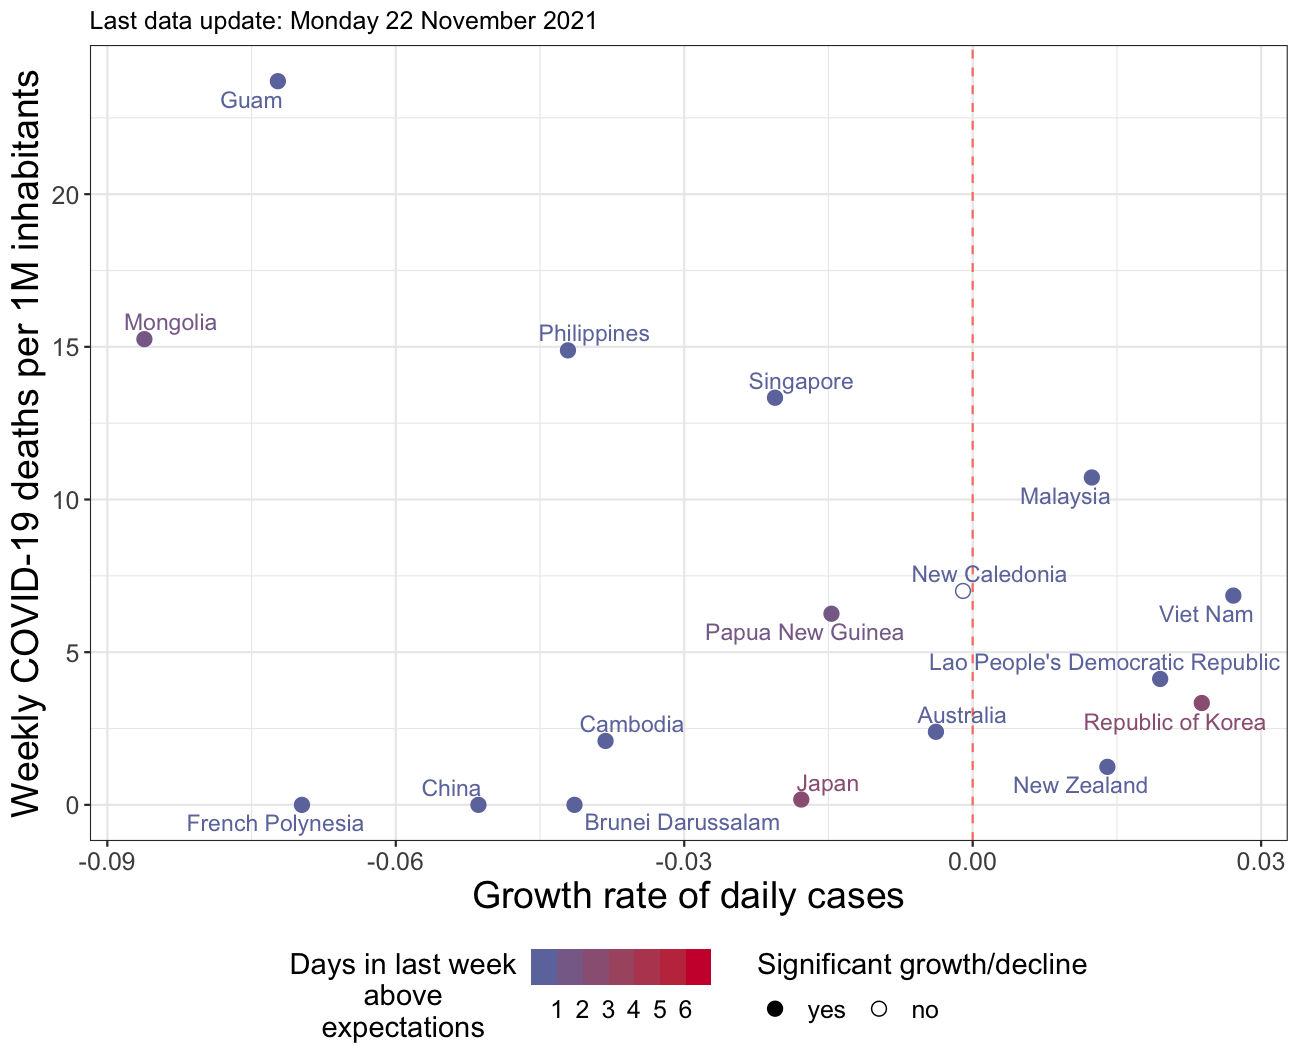 Last data update: Monday 22 November 2021
Weekly COVID-19 deaths per 1M inhabitants
20
15
10
5
0
Guam
Mongolia
Philippines
Singapore
Malaysia
New Caledonia
Viet Nam
Papua New Guinea
Lao People's Democratic Republic
Republic of Korea
Australia
Cambodia
New Zealand
Japan
China
French Polynesia
Brunei Darussalam
-0.09
-0.06
-0.03
0.00
0.03
Growth rate of daily cases
Days in last week
above
expectations
1 2 3 4 5 6
Significant growth/decline
yes
no